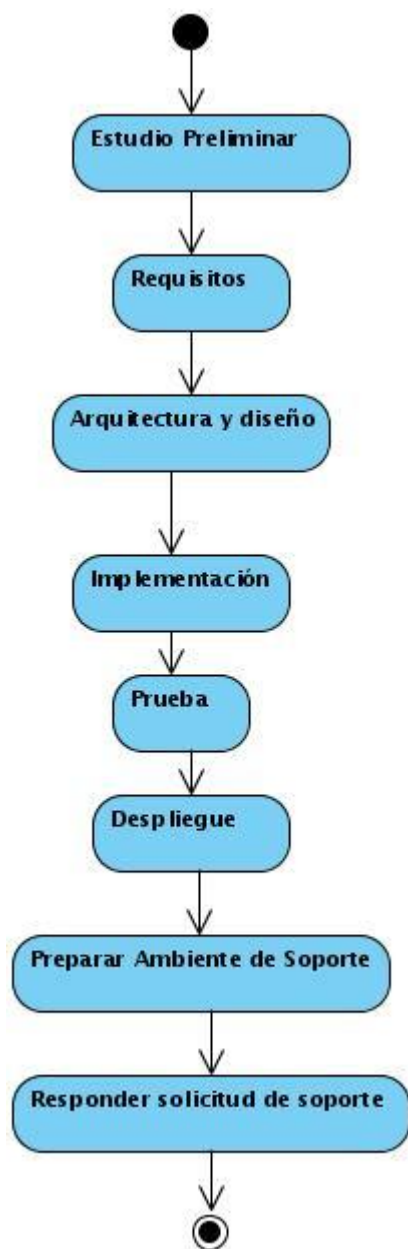 Estudio Preliminar
Requisitos
Arquitectura y diseño
Implementación
Prueba
Despliegue
Preparar Ambiente de Soporte
Responder solicitud de soporte